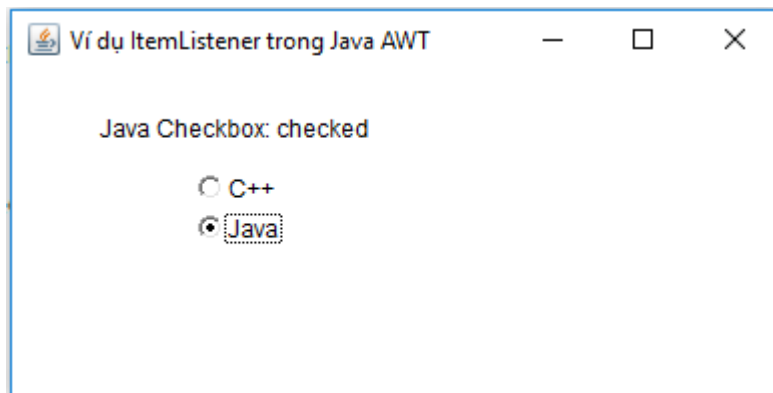 Ví dụ ItemListener trong Java AWT
Java Checkbox: checked
C++
Java